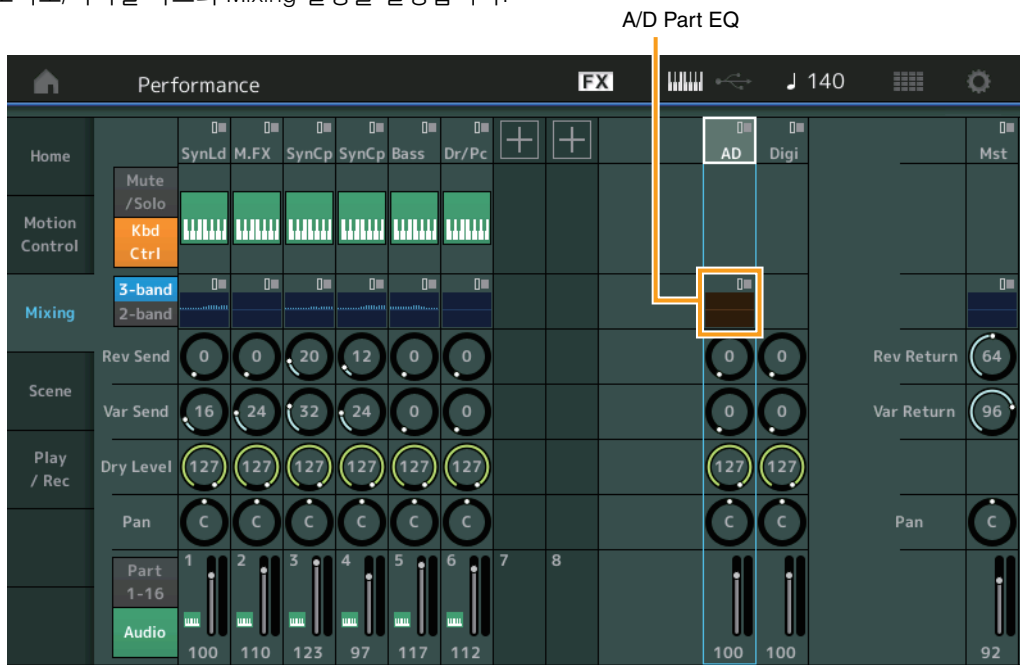 Mixing
A/D Part EQ
Performance FX 140
Home
Motion
Control
Mixing
Scene
Play
/ Rec
SynLd M.FX SynCp SynCp Bass Dr/Pc + + AD Digi Mst
Mute
/Solo
Kbd
Ctrl
3-band
2-band
Rev Send 0 0 20 12 0 0 0 0 Rev Return 64
Var Send 16 24 32 24 0 0 0 0 Var Return 96
Dry Level 127 127 127 127 127 127 127 127
Pan C C C C C C C C Pan C
Part
1-16
Audio
1 2 3 4 5 6 7 8
100 110 123 97 117 112 100 100 92